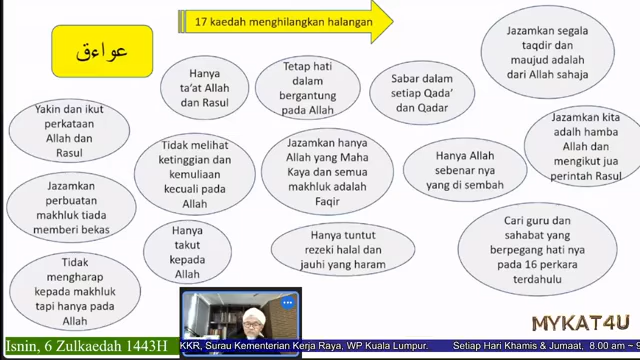 عواءق
17 kaedah menghilangkan halangan
Jazamkan segala
taqdir dan
maujud adalah
dari Allah sahaja
Hanya
ta'at Allah
dan Rasul
Tetap hati
dalam
bergantung
pada Allah
Sabar dalam
setiap Qada'
dan Qadar
Yakin dan ikut
perkataan
Allah dan
Rasul
Tidak melihat
ketinggian dan
kemuliaan
kecuali pada
Allah
Jazamkan hanya
Allah yang Maha
Kaya dan semua
makhluk adalah
Faqir
Hanya Allah
sebenar nya
yang di sembah
Jazamkan kita
adalh hamba
Allah dan
mengikut jua
perintah Rasul
Jazamkan
perbuatan
makhluk tiada
memberi bekas
Hanya
takut
kepada
Allah
Hanya tuntut
rezeki halal dan
jauhi yang haram
Cari guru dan
sahabat yang
berpegang hati nya
pada 16 perkara
terdahulu
Tidak
mengharap
kepada makhluk
tapi hanya pada
Allah
MYKAT4U
Isnin, 6 Zulkaedah 1443H
KKR, Surau Kementerian Kerja Raya, WP Kuala Lumpur.
Setiap Hari Khamis & Jumaat, 8.00 am ~